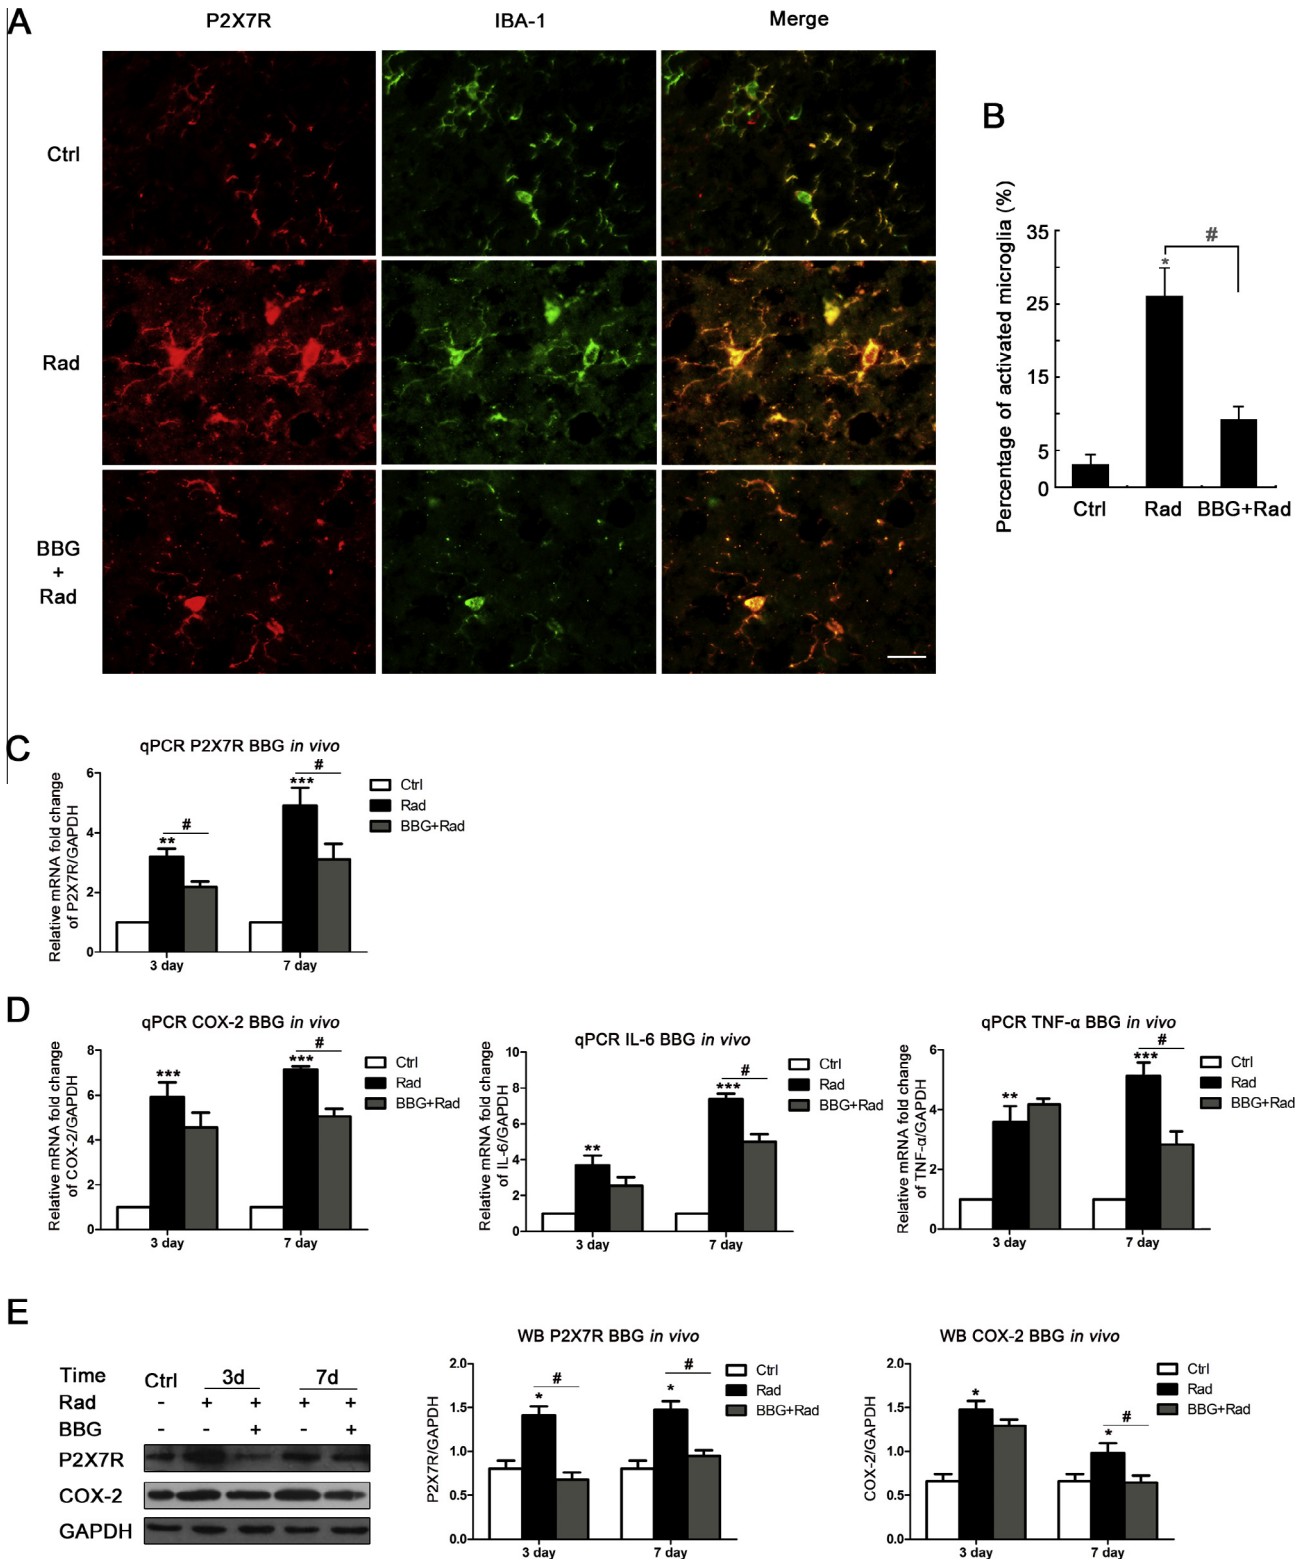 A
P2X7R IBA-1 Merge
Ctrl
Rad
BBG
+
Rad
B
Percentage of activated microglia (%)
35
25
15
5
0
*
#
Ctrl Rad BBG+Rad
C
qPCR P2X7R BBG in vivo
Relative mRNA fold change
of P2X7R/GAPDH
6
4
2
0
** # *** #
3 day 7 day
Ctrl
Rad
BBG+Rad
D
qPCR COX-2 BBG in vivo
Relative mRNA fold change
of COX-2/GAPDH
8
6
4
2
0
*** *** #
3 day 7 day
Ctrl
Rad
BBG+Rad
qPCR IL-6 BBG in vivo
Relative mRNA fold change
of IL-6/GAPDH
10
8
6
4
2
0
** *** #
3 day 7 day
Ctrl
Rad
BBG+Rad
qPCR TNF-α BBG in vivo
Relative mRNA fold change
of TNF-α/GAPDH
6
4
2
0
** *** #
3 day 7 day
Ctrl
Rad
BBG+Rad
E
Time Ctrl 3d 7d
Rad - + + + +
BBG - - + - +
P2X7R
COX-2
GAPDH
WB P2X7R BBG in vivo
P2X7R/GAPDH
2.0
1.5
1.0
0.5
0.0
* # * #
3 day 7 day
Ctrl
Rad
BBG+Rad
WB COX-2 BBG in vivo
COX-2/GAPDH
2.0
1.5
1.0
0.5
0.0
* * #
3 day 7 day
Ctrl
Rad
BBG+Rad